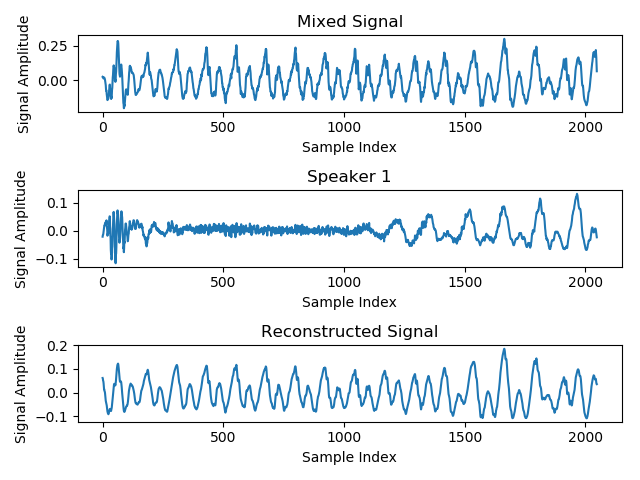 Mixed Signal
Signal Amplitude
0.25
0.00
0 500 1000 1500 2000
Sample Index
Speaker 1
Signal Amplitude
0.1
0.0
−0.1
0 500 1000 1500 2000
Sample Index
Reconstructed Signal
Signal Amplitude
0.2
0.1
0.0
−0.1
0 500 1000 1500 2000
Sample Index